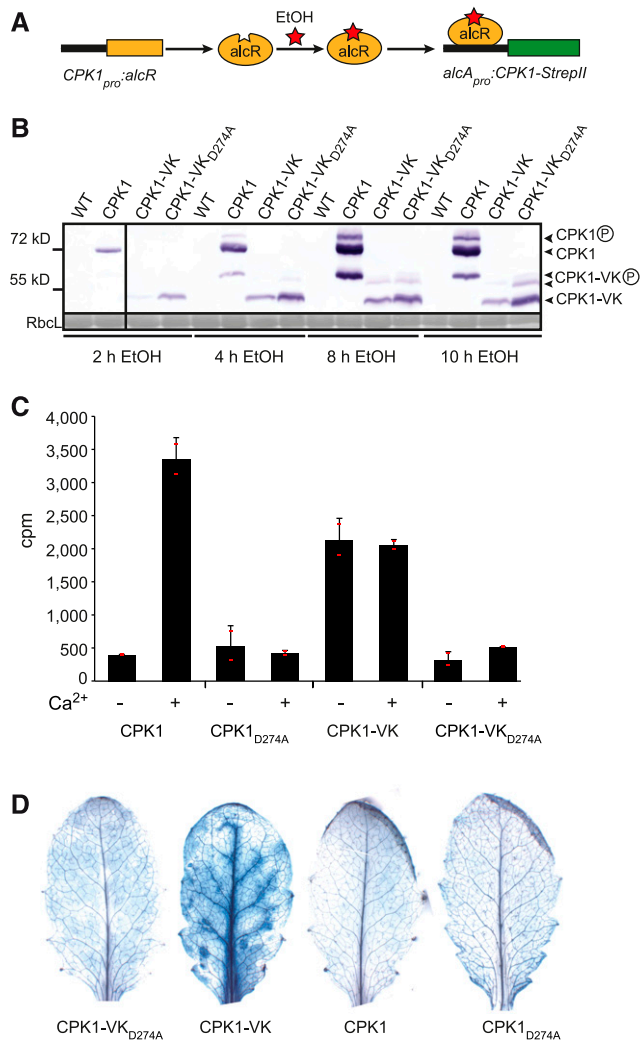 A
EtOH
alcR
alcR
alcR
CPK1pro:alcR
alcApro:CPK1-StrepII
B
WT CPK1 CPK1-VK CPK1-VKD274A WT CPK1 CPK1-VK CPK1-VKD274A WT CPK1 CPK1-VK CPK1-VKD274A WT CPK1 CPK1-VK CPK1-VKD274A
72 kD
55 kD
RbcL
CPK1Ⓟ
CPK1
CPK1-VKⓅ
CPK1-VK
2 h EtOH 4 h EtOH 8 h EtOH 10 h EtOH
C
cpm
4,000
3,500
3,000
2,500
2,000
1,500
1,000
500
0
Ca2+ - + - + - + - +
CPK1 CPK1D274A CPK1-VK CPK1-VKD274A
D
CPK1-VKD274A CPK1-VK CPK1 CPK1D274A